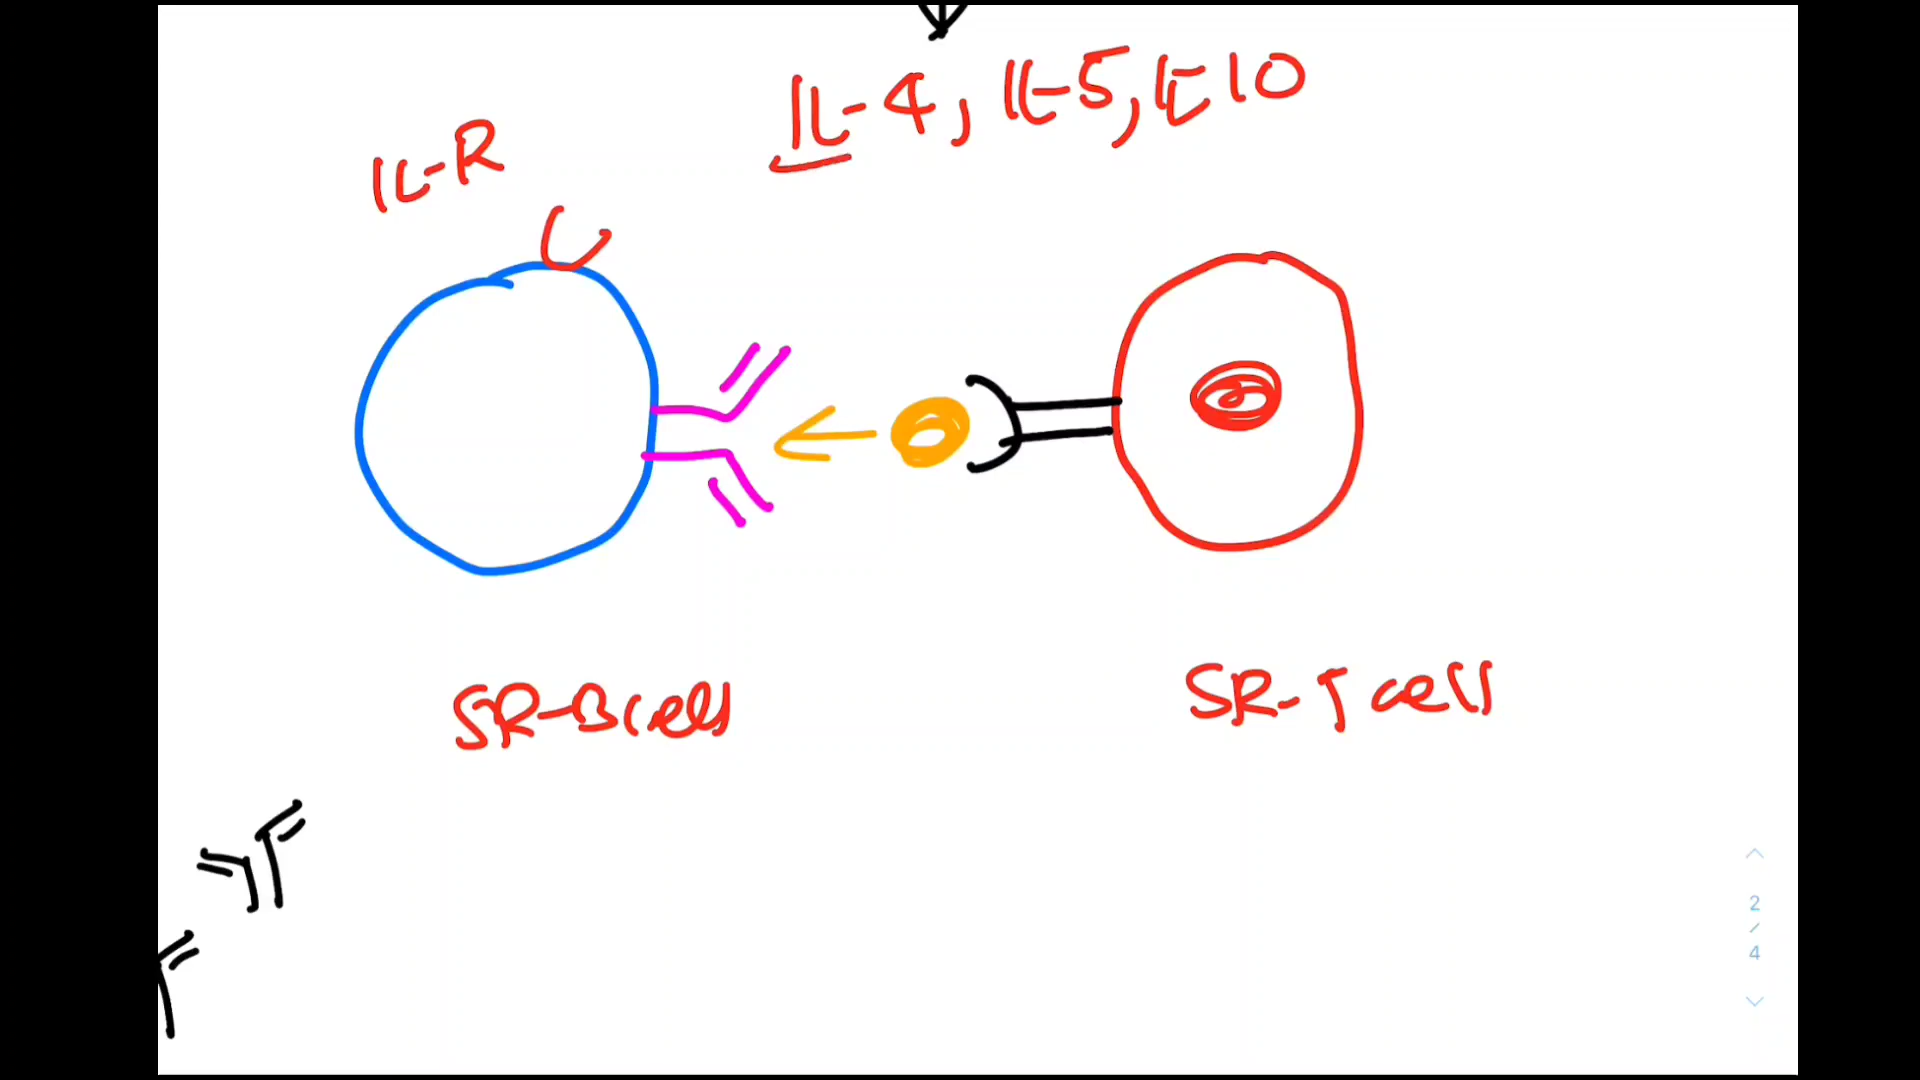 IL-4, IL-5, IL-10
IL-R
SR-B cell
SR-T cell
2
/
4